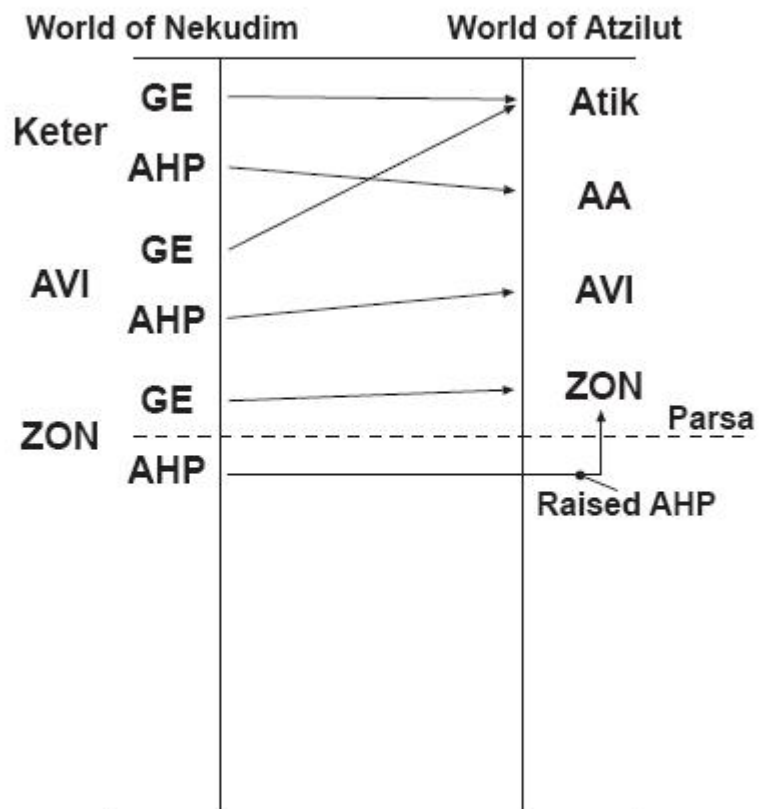 World of Nekudim World of Atzilut
GE Atik
Keter
AHP AA
GE
AVI AVI
AHP
GE ZON
Parsa
ZON
AHP
Raised AHP